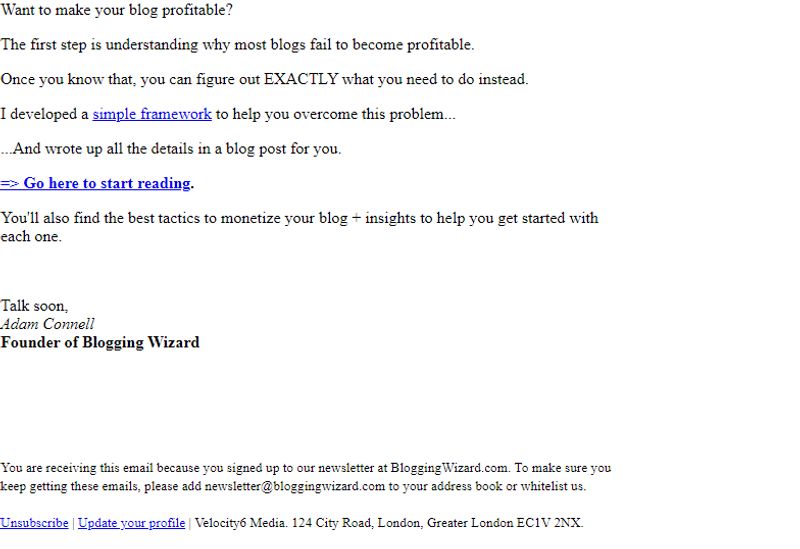 Want to make your blog profitable?
The first step is understanding why most blogs fail to become profitable.
Once you know that, you can figure out EXACTLY what you need to do instead.
I developed a simple framework to help you overcome this problem...
...And wrote up all the details in a blog post for you.
=> Go here to start reading.
You'll also find the best tactics to monetize your blog + insights to help you get started with
each one.
Talk soon,
Adam Connell
Founder of Blogging Wizard
You are receiving this email because you signed up to our newsletter at BloggingWizard.com. To make sure you
keep getting these emails, please add newsletter@bloggingwizard.com to your address book or whitelist us.
Unsubscribe | Update your profile | Velocity6 Media. 124 City Road, London, Greater London EC1V 2NX.